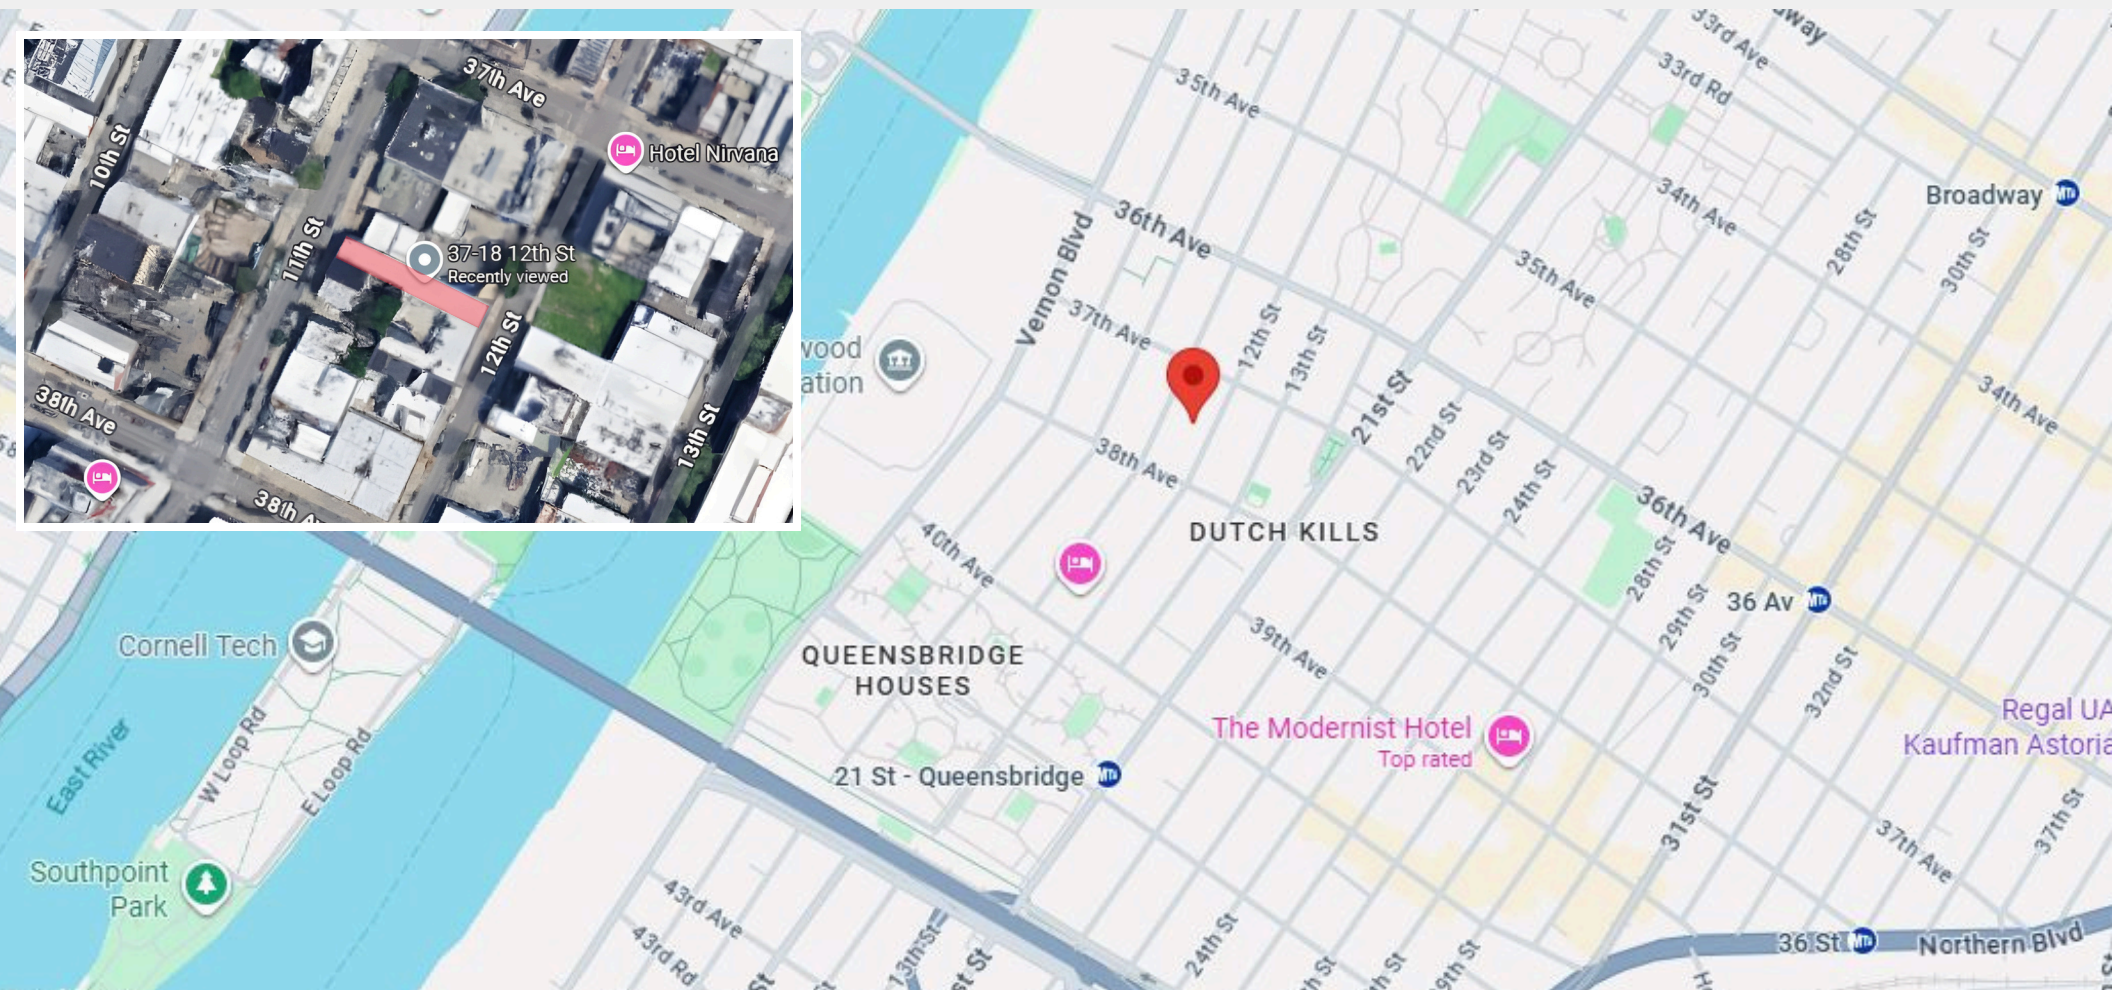 37th Ave
Hotel Nirvana
10th St
11th St
37-18 12th St
Recently viewed
12th St
13th St
38th Ave
38th
33rd Ave
33rd Rd
35th Ave
34th Ave
Broadway
28th St
30th St
36th Ave
Vernon Blvd
35th Ave
37th Ave
12th St
13th St
34th Ave
21st St
22nd St
23rd St
24th St
38th Ave
36th Ave
DUTCH KILLS
40th Ave
28th St
29th St
30th St
36 Av
32nd St
39th Ave
Cornell Tech
QUEENSBRIDGE
HOUSES
W Loop Rd
E Loop Rd
East River
The Modernist Hotel
Top rated
Regal UA
Kaufman Astoria
21 St - Queensbridge
31st St
37th Ave
37th St
Southpoint
Park
43rd Ave
43rd Rd
13th St
24th St
36 St
Northern Blvd